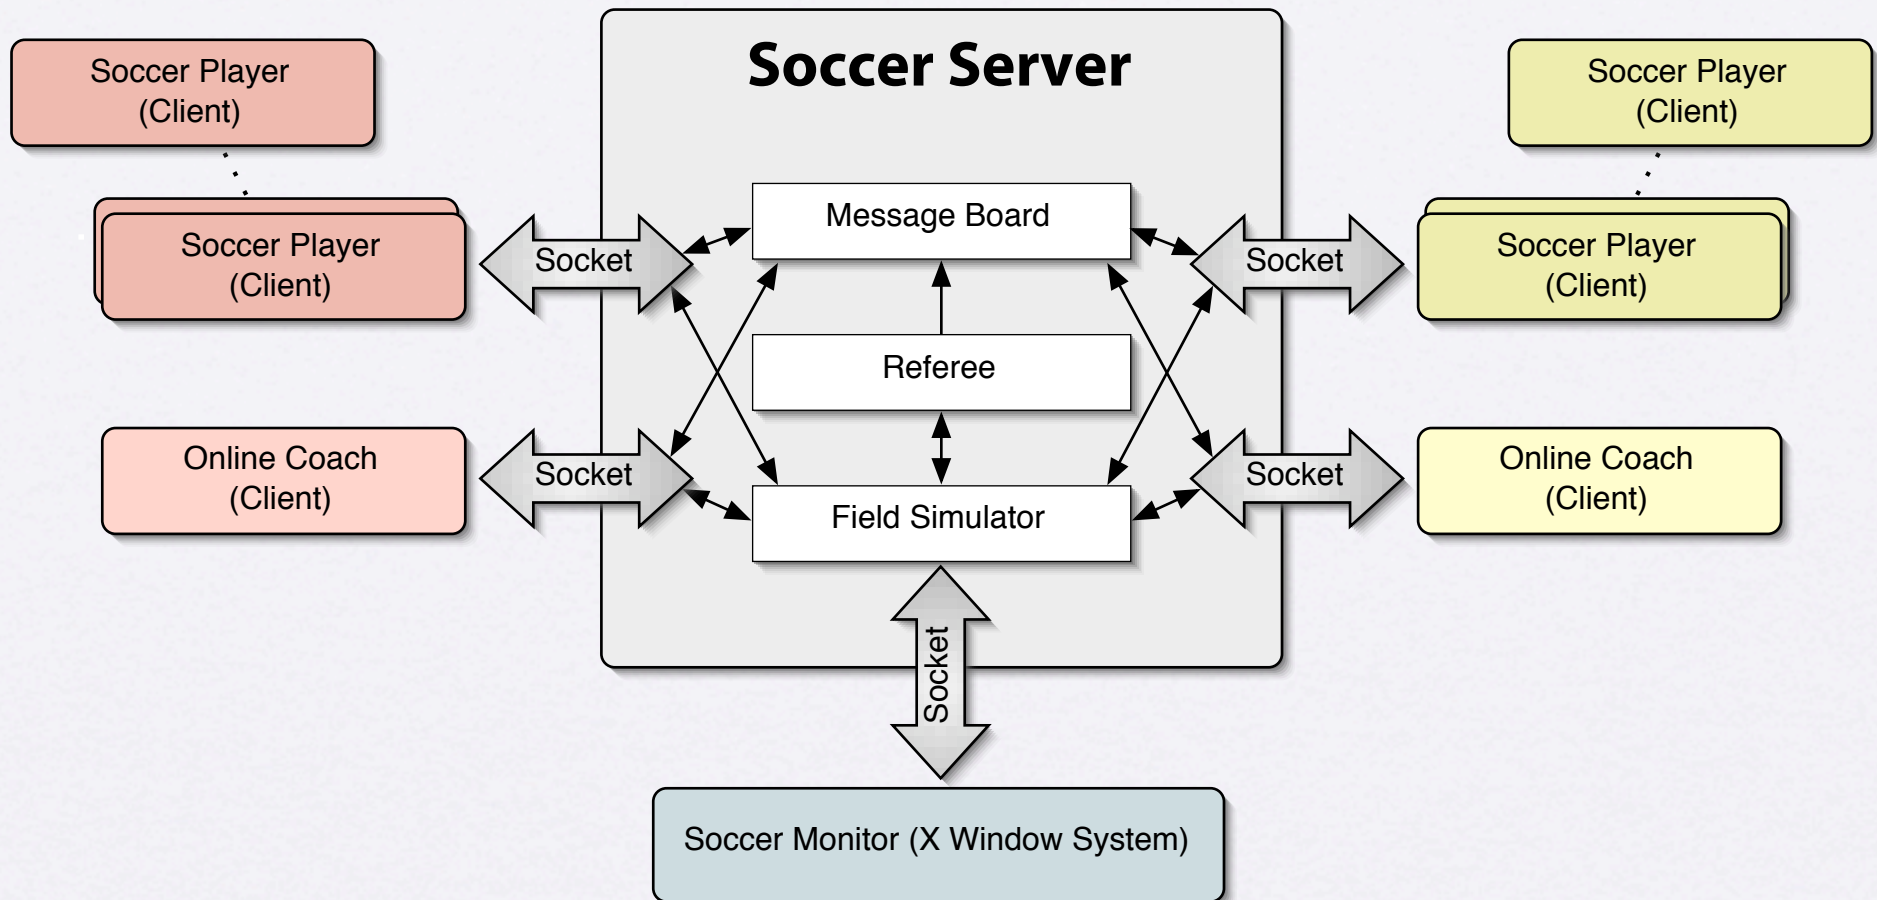 Soccer Server
Soccer Player
(Client)
Soccer Player
(Client)
Soccer Player
(Client)
Socket
Message Board
Socket
Soccer Player
(Client)
Referee
Online Coach
(Client)
Socket
Field Simulator
Socket
Online Coach
(Client)
Socket
Soccer Monitor (X Window System)